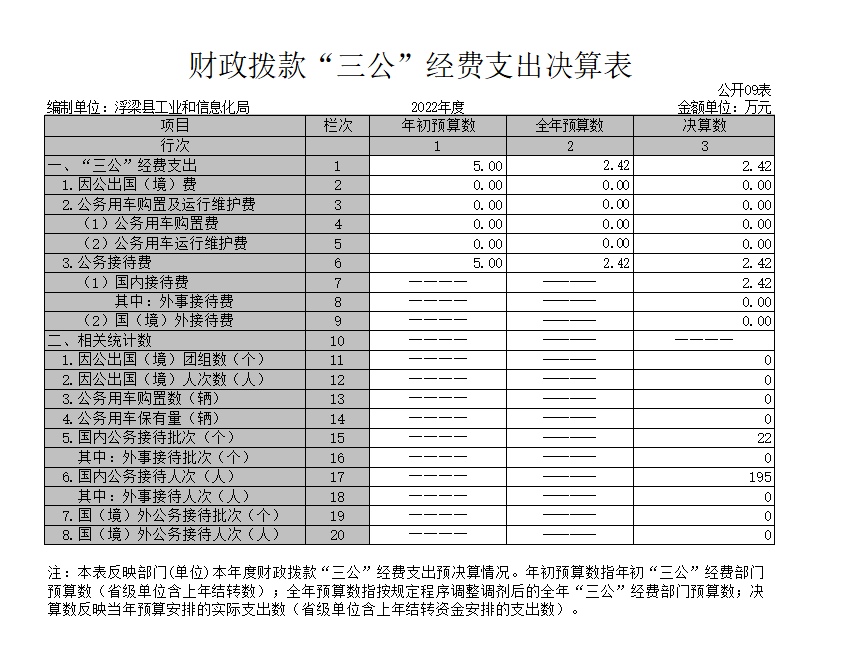 财政拨款“三公”经费支出决算表
公开09表
编制单位：浮梁县工业和信息化局 2022年度 金额单位：万元
项目 栏次 年初预算数 全年预算数 决算数
行次 1 2 3
一、“三公”经费支出 1 5.00 2.42 2.42
1.因公出国（境）费 2 0.00 0.00 0.00
2.公务用车购置及运行维护费 3 0.00 0.00 0.00
（1）公务用车购置费 4 0.00 0.00 0.00
（2）公务用车运行维护费 5 0.00 0.00 0.00
3.公务接待费 6 5.00 2.42 2.42
（1）国内接待费 7 ———— ———— 2.42
其中：外事接待费 8 ———— ———— 0.00
（2）国（境）外接待费 9 ———— ———— 0.00
二、相关统计数 10 ———— ———— ————
1.因公出国（境）团组数（个） 11 ———— ———— 0
2.因公出国（境）人次数（人） 12 ———— ———— 0
3.公务用车购置数（辆） 13 ———— ———— 0
4.公务用车保有量（辆） 14 ———— ———— 0
5.国内公务接待批次（个） 15 ———— ———— 22
其中：外事接待批次（个） 16 ———— ———— 0
6.国内公务接待人次（人） 17 ———— ———— 195
其中：外事接待人次（人） 18 ———— ———— 0
7.国（境）外公务接待批次（个） 19 ———— ———— 0
8.国（境）外公务接待人次（人） 20 ———— ———— 0
注：本表反映部门(单位)本年度财政拨款“三公”经费支出预决算情况。年初预算数指年初“三公”经费部门
预算数（省级单位含上年结转数）；全年预算数指按规定程序调整调剂后的全年“三公”经费部门预算数；决
算数反映当年预算安排的实际支出数（省级单位含上年结转资金安排的支出数）。